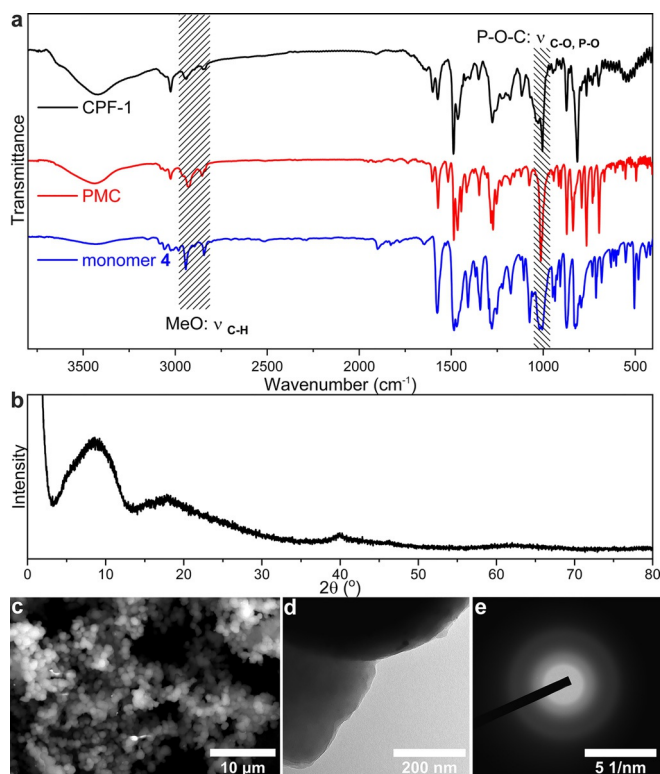 a
P-O-C: ν C-O, P-O
CPF-1
PMC
monomer 4
MeO: ν C-H
Transmittance
3500 3000 2500 2000 1500 1000 500
Wavenumber (cm⁻¹)
b
Intensity
0 10 20 30 40 50 60 70 80
2θ (°)
c
d
e
10 µm
200 nm
5 1/nm